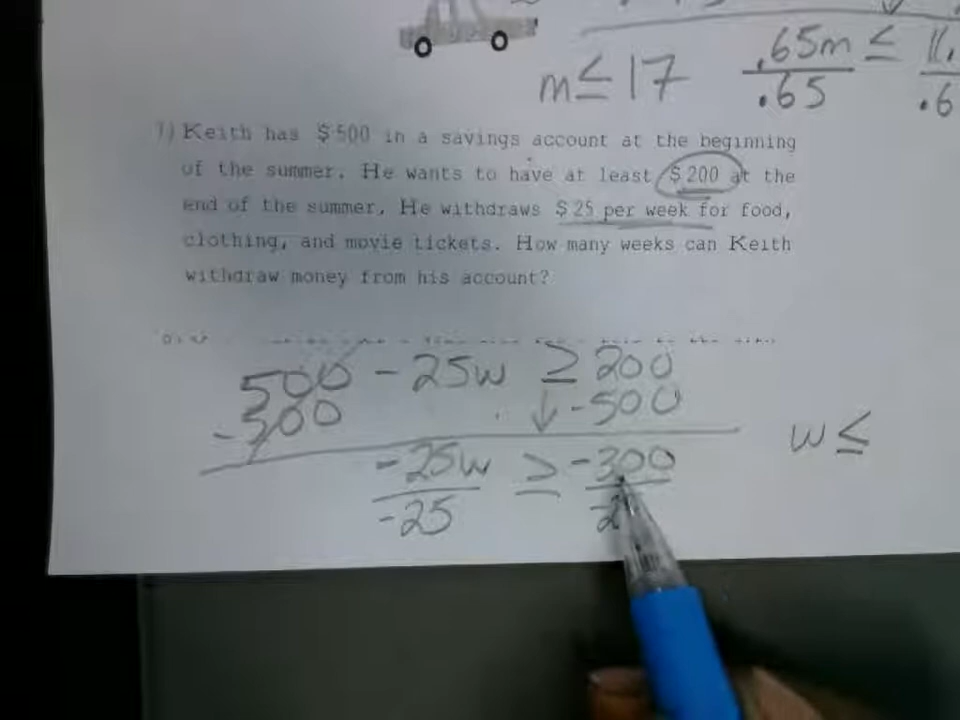 .65m ≤ 11.
m ≤ 17 .65 .6
7) Keith has $500 in a savings account at the beginning
of the summer. He wants to have at least $200 at the
end of the summer. He withdraws $25 per week for food,
clothing, and movie tickets. How many weeks can Keith
withdraw money from his account?
500 - 25w ≥ 200
-500 ↓ -500
-25w ≥ -300
-25 -2
w ≤